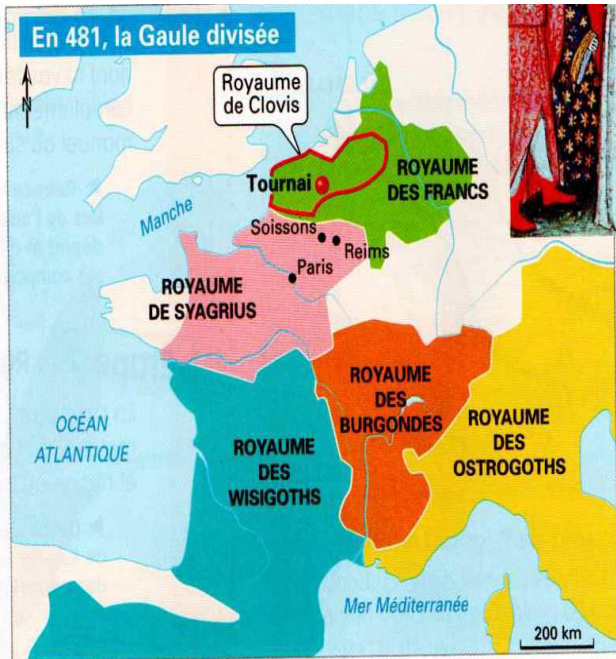 En 481, la Gaule divisée
N
Royaume
de Clovis
Tournai
ROYAUME
DES FRANCS
Manche
Soissons
Reims
Paris
ROYAUME
DE SYAGRIUS
ROYAUME
DES
BURGONDES
OCÉAN
ATLANTIQUE
ROYAUME
DES
WISIGOTHS
ROYAUME
DES
OSTROGOTHS
Mer Méditerranée
200 km